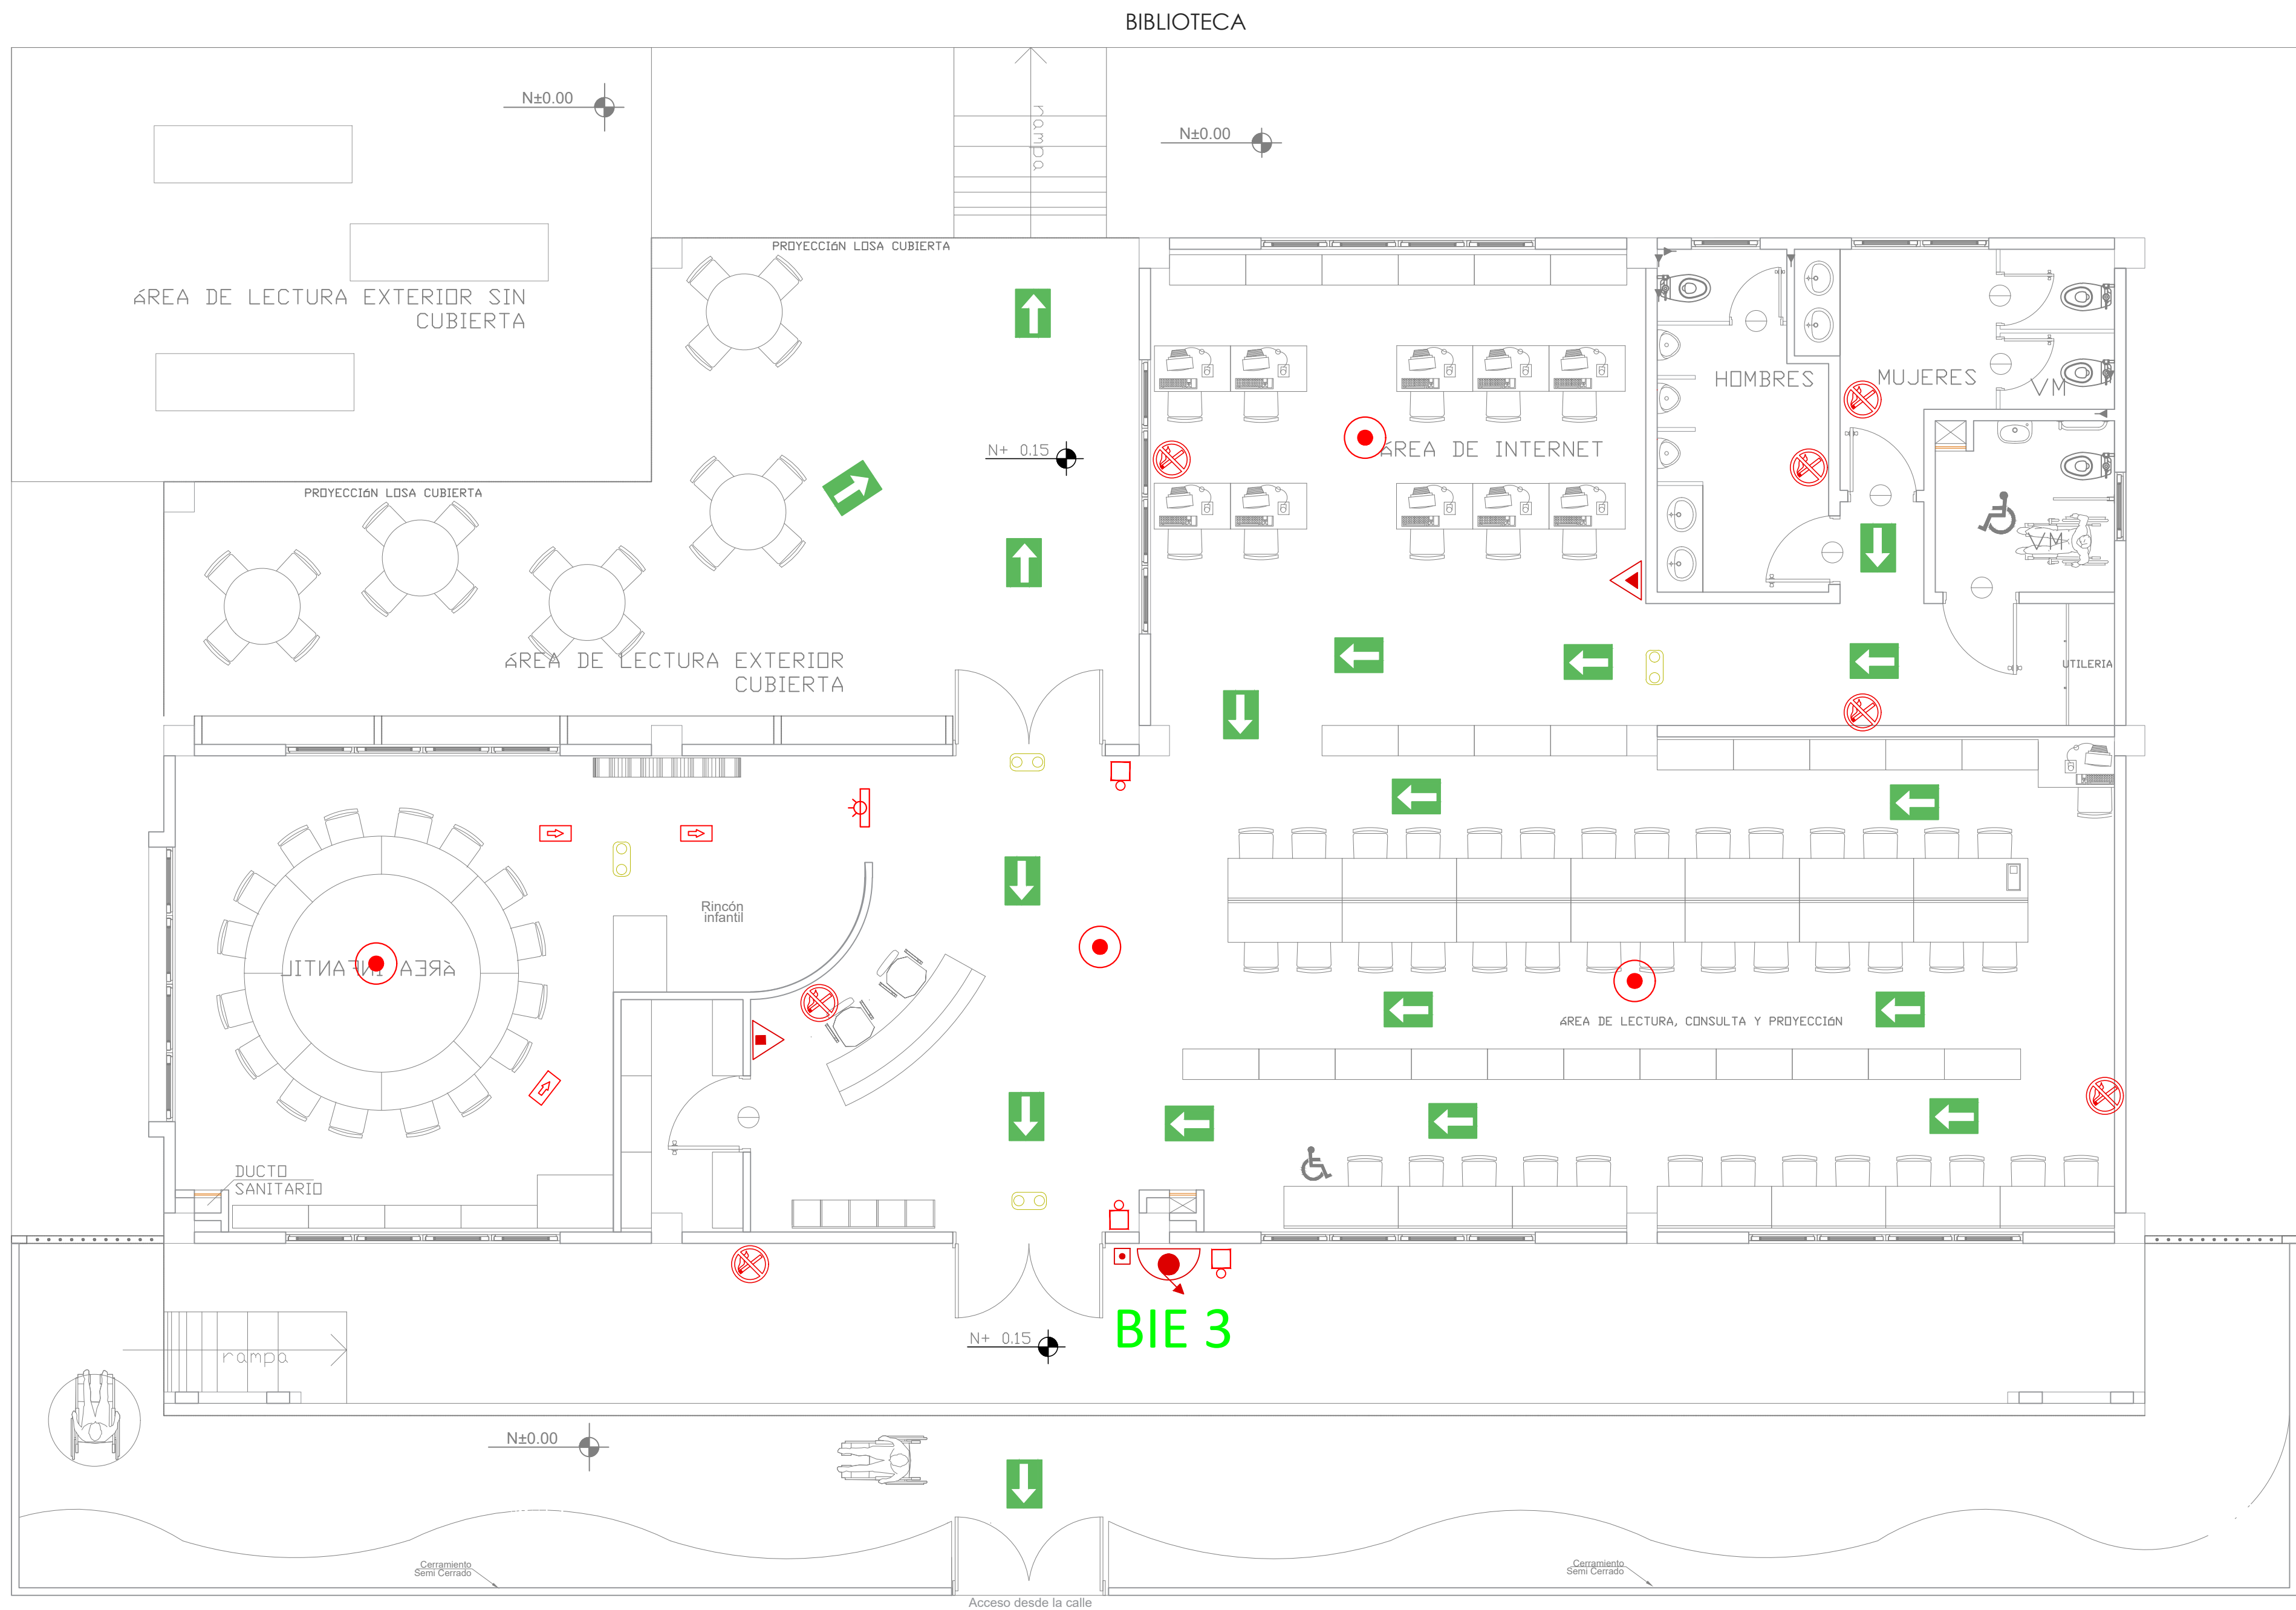 BIBLIOTECA
N±0.00
rampa
N±0.00
PROYECCIóN LOSA CUBIERTA
áREA DE LECTURA EXTERIOR SIN
CUBIERTA
HOMBRES
MUJERES
VM
N+ 0.15
áREA DE INTERNET
PROYECCIóN LOSA CUBIERTA
VM
áREA DE LECTURA EXTERIOR
CUBIERTA
UTILERIA
Rincón
infantil
áREA INFANTIL
áREA DE LECTURA, CONSULTA Y PROYECCIóN
DUCTO
SANITARIO
BIE 3
N+ 0.15
rampa
N±0.00
Cerramiento
Semi Cerrado
Cerramiento
Semi Cerrado
Acceso desde la calle